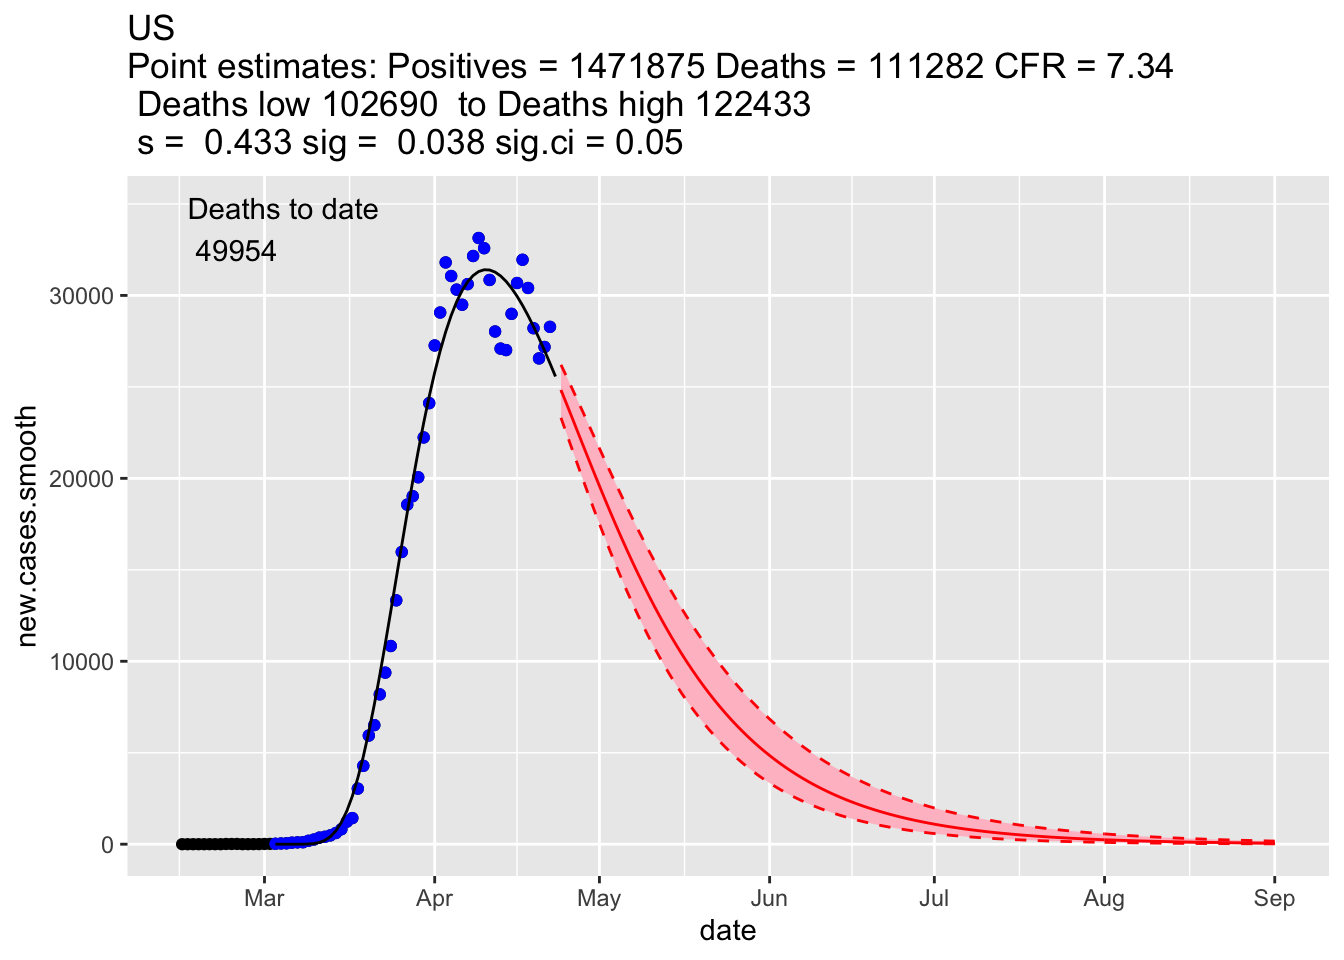 US
Point estimates: Positives = 1471875 Deaths = 111282 CFR = 7.34
Deaths low 102690  to Deaths high 122433
s =  0.433 sig =  0.038 sig.ci = 0.05
Deaths to date
49954
30000
20000
10000
0
new.cases.smooth
Mar Apr May Jun Jul Aug Sep
date